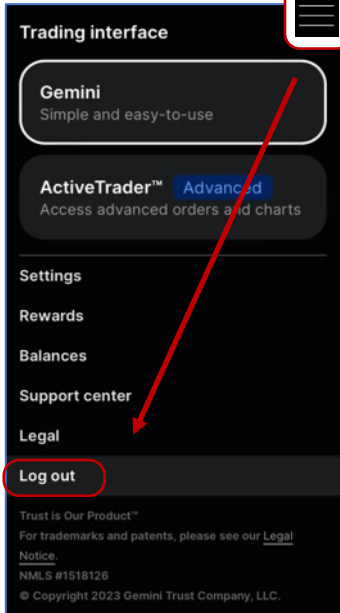 Trading interface
Gemini
Simple and easy-to-use
ActiveTrader™ Advanced
Access advanced orders and charts
Settings
Rewards
Balances
Support center
Legal
Log out
Trust is Our Product™
For trademarks and patents, please see our Legal
Notice.
NMLS #1518126
© Copyright 2023 Gemini Trust Company, LLC.